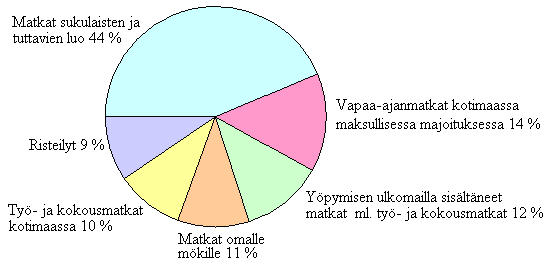 Matkat sukulaisten ja
tuttavien luo 44 %
Vapaa-ajanmatkat kotimaassa
maksullisessa majoituksessa 14 %
Yöpymisen ulkomailla sisältäneet
matkat ml. työ- ja kokousmatkat 12 %
Matkat omalle
mökille 11 %
Työ- ja kokousmatkat
kotimaassa 10 %
Risteilyt 9 %